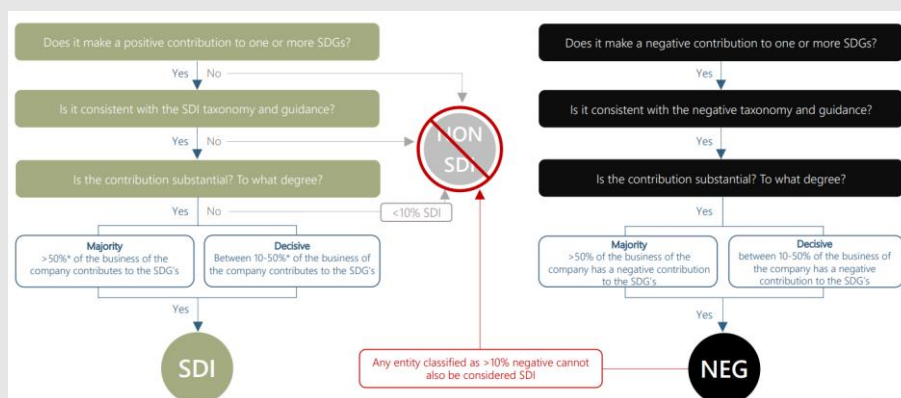 Does it make a positive contribution to one or more SDGs?
Yes No
Is it consistent with the SDI taxonomy and guidance?
Yes No
Is the contribution substantial? To what degree?
Yes No
<10% SDI
Majority
>50%* of the business of the
company contributes to the SDG's
Decisive
Between 10-50%* of the business of
the company contributes to the SDG's
Yes
SDI
NON
SDI
Any entity classified as >10% negative cannot
also be considered SDI
Does it make a negative contribution to one or more SDGs?
Yes
Is it consistent with the negative taxonomy and guidance?
Yes
Is the contribution substantial? To what degree?
Yes
Majority
>50% of the business of the
company has a negative contribution
to the SDG's
Decisive
between 10-50% of the business of
the company has a negative
contribution to the SDG's
Yes
NEG